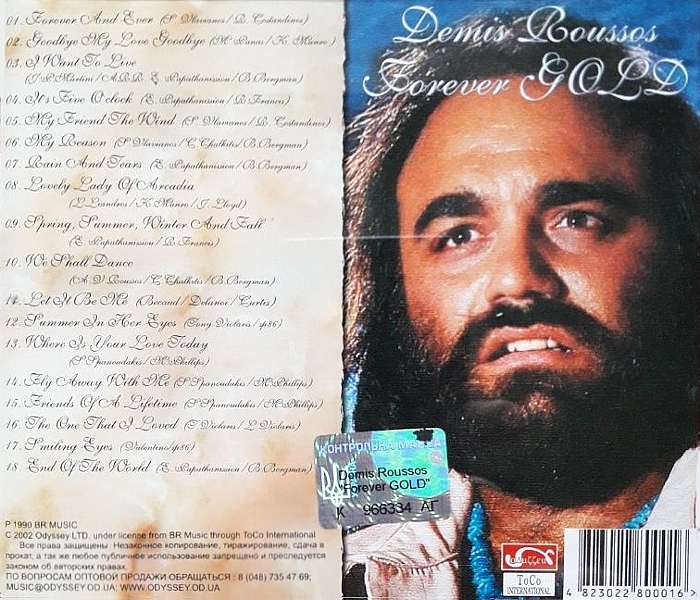 01. Forever And Ever (S. Vlavianos / R. Costandinos)
02. Goodbye My Love Goodbye (M. Panas / K. Munro)
03. I Want To Live
(J.P. Martini / A.B.R. E. Papathanissiou / B. Bergman)
04. It's Five O'clock (E. Papathanissiou / R. Francis)
05. My Friend The Wind (S. Vlavianos / R. Costandinos)
06. My Reason (S. Vlavianos / C. Chalkitis / B. Bergman)
07. Rain And Tears (E. Papathanissiou / B. Bergman)
08. Lovely Lady Of Arcadia
(L. Leandros / K. Munro / J. Lloyd)
09. Spring, Summer, Winter And Fall
(E. Papathanissiou / R. Francis)
10. We Shall Dance
(A.V. Roussos / C. Chalkitis / B. Bergman)
11. Let It Be Me (Becaud / Delanoi / Curtis)
12. Summer In Her Eyes (Tony Violaris / sp86)
13. Where Is Your Love Today
(S. Spanoudakis / M. Phillips)
14. Fly Away With Me (S. Spanoudakis / M. Phillips)
15. Friends Of A Lifetime (S. Spanoudakis / M. Phillips)
16. The One That I Loved (T. Violaris / L. Violaris)
17. Smiling Eyes (Valentino / sp86)
18. End Of The World (E. Papathanissiou / B. Bergman)
P 1990 BR MUSIC
C 2002 Odyssey LTD. under license from BR Music through ToCo International
Все права защищены. Незаконное копирование, тиражирование, сдача в
прокат, а так же любое публичное использование запрещено и преследуется
законом об авторских правах.
ПО ВОПРОСАМ ОПТОВОЙ ПРОДАЖИ ОБРАЩАТЬСЯ : 8 (048) 735 47 69;
MUSIC@ODYSSEY.OD.UA; WWW.ODYSSEY.OD.UA
Demis Roussos
Forever GOLD
КОНТРОЛЬНА МАРКА
Demis Roussos
"Forever GOLD"
К 966334 АГ
ToCo
INTERNATIONAL
4 823022 800016